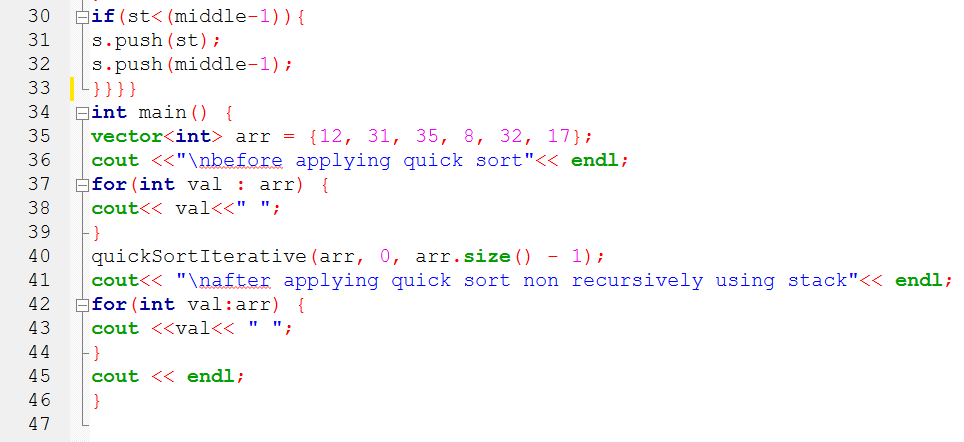 30 if(st<(middle-1)){
31 s.push(st);
32 s.push(middle-1);
33 }}}}
34 int main() {
35 vector<int> arr = {12, 31, 35, 8, 32, 17};
36 cout <<"\nbefore applying quick sort"<< endl;
37 for(int val : arr) {
38 cout<< val<<" ";
39 }
40 quickSortIterative(arr, 0, arr.size() - 1);
41 cout<< "\nafter applying quick sort non recursively using stack"<< endl;
42 for(int val:arr) {
43 cout <<val<< " ";
44 }
45 cout << endl;
46 }
47